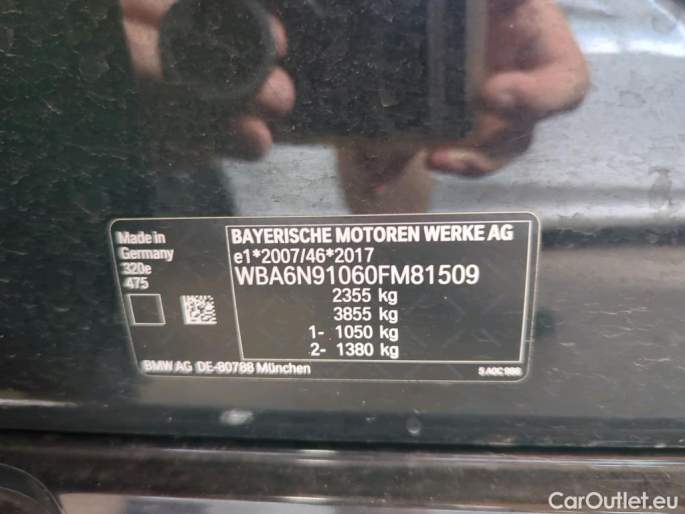 Made in
Germany
320e
475
BAYERISCHE MOTOREN WERKE AG
e1*2007/46*2017
WBA6N91060FM81509
2355 kg
3855 kg
1- 1050 kg
2- 1380 kg
BMW AG DE-80788 München
CarOutlet.eu